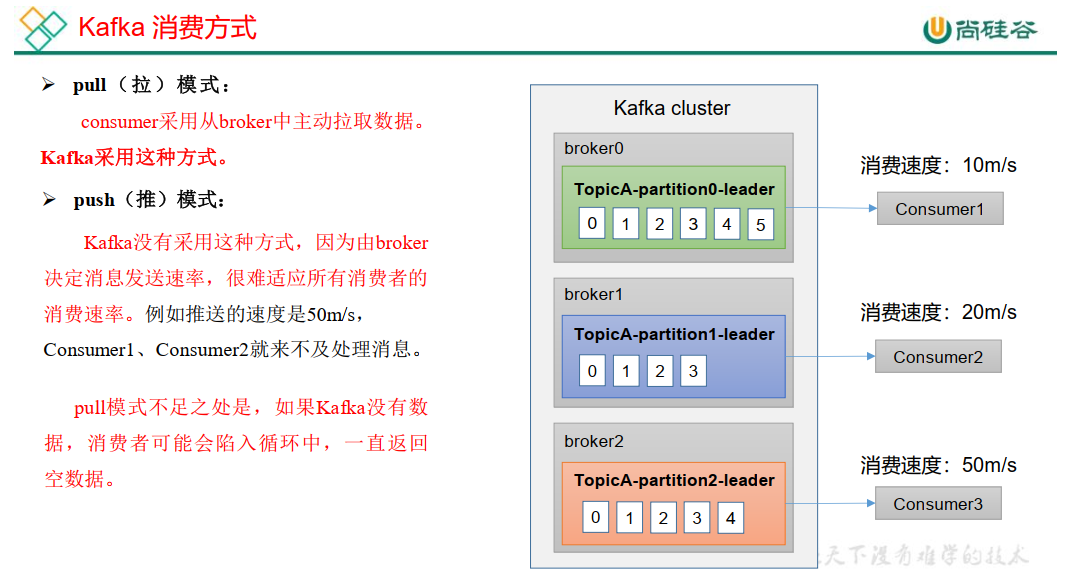 Kafka 消费方式
尚硅谷
➢ pull（拉）模式：
consumer采用从broker中主动拉取数据。
Kafka采用这种方式。
➢ push（推）模式：
Kafka没有采用这种方式，因为由broker
决定消息发送速率，很难适应所有消费者的
消费速率。例如推送的速度是50m/s，
Consumer1、Consumer2就来不及处理消息。
pull模式不足之处是，如果Kafka没有数
据，消费者可能会陷入循环中，一直返回
空数据。
Kafka cluster
broker0
TopicA-partition0-leader
0 1 2 3 4 5
消费速度：10m/s
Consumer1
broker1
TopicA-partition1-leader
0 1 2 3
消费速度：20m/s
Consumer2
broker2
TopicA-partition2-leader
0 1 2 3 4
消费速度：50m/s
Consumer3
天下没有难学的技术